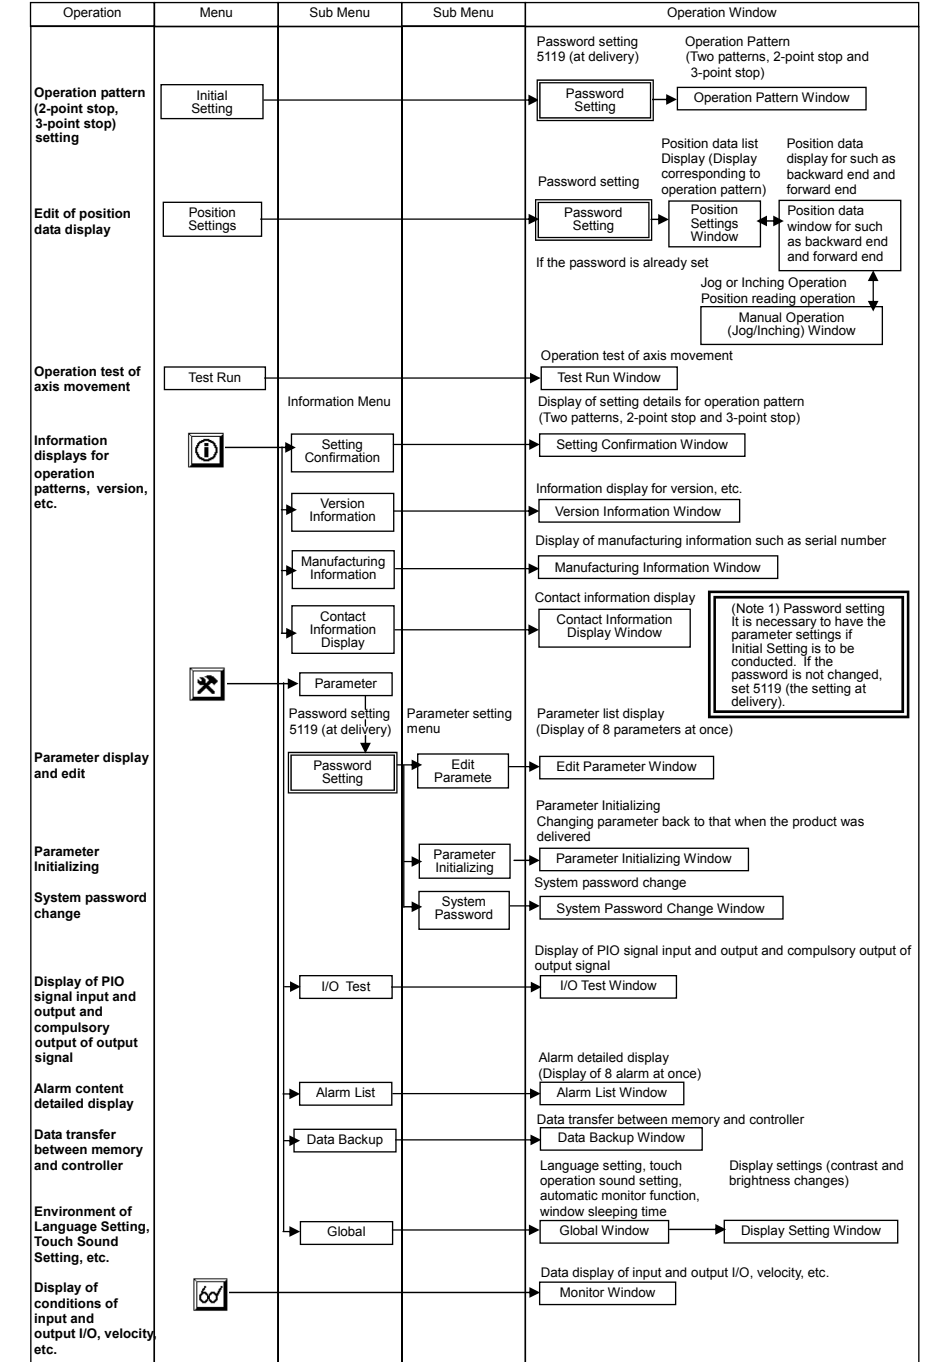 Operation
Menu
Sub Menu
Sub Menu
Operation Window
Password setting
5119 (at delivery)
Operation Pattern
(Two patterns, 2-point stop and
3-point stop)
Operation pattern
(2-point stop,
3-point stop)
setting
Initial
Setting
Password
Setting
Operation Pattern Window
Position data list
Display (Display
corresponding to
operation pattern)
Position data
display for such as
backward end and
forward end
Password setting
Edit of position
data display
Position
Settings
Password
Setting
Position
Settings
Window
Position data
window for such
as backward end
and forward end
If the password is already set
Jog or Inching Operation
Position reading operation
Manual Operation
(Jog/Inching) Window
Operation test of axis movement
Operation test of
axis movement
Test Run
Test Run Window
Information Menu
Display of setting details for operation pattern
(Two patterns, 2-point stop and 3-point stop)
Information
displays for
operation
patterns, version,
etc.
Setting
Confirmation
Setting Confirmation Window
Information display for version, etc.
Version
Information
Version Information Window
Display of manufacturing information such as serial number
Manufacturing
Information
Manufacturing Information Window
Contact information display
Contact
Information
Display
Contact Information
Display Window
(Note 1) Password setting
It is necessary to have the
parameter settings if
Initial Setting is to be
conducted. If the
password is not changed,
set 5119 (the setting at
delivery).
Parameter
Password setting
5119 (at delivery)
Parameter setting
menu
Parameter list display
(Display of 8 parameters at once)
Parameter display
and edit
Password
Setting
Edit
Paramete
Edit Parameter Window
Parameter Initializing
Changing parameter back to that when the product was
delivered
Parameter
Initializing
Parameter
Initializing
Parameter Initializing Window
System password change
System password
change
System
Password
System Password Change Window
Display of PIO signal input and output and compulsory output of
output signal
Display of PIO
signal input and
output and
compulsory
output of output
signal
I/O Test
I/O Test Window
Alarm detailed display
(Display of 8 alarm at once)
Alarm content
detailed display
Alarm List
Alarm List Window
Data transfer between memory and controller
Data transfer
between memory
and controller
Data Backup
Data Backup Window
Language setting, touch
operation sound setting,
automatic monitor function,
window sleeping time
Display settings (contrast and
brightness changes)
Environment of
Language Setting,
Touch Sound
Setting, etc.
Global
Global Window
Display Setting Window
Data display of input and output I/O, velocity, etc.
Display of
conditions of
input and
output I/O, velocity,
etc.
Monitor Window